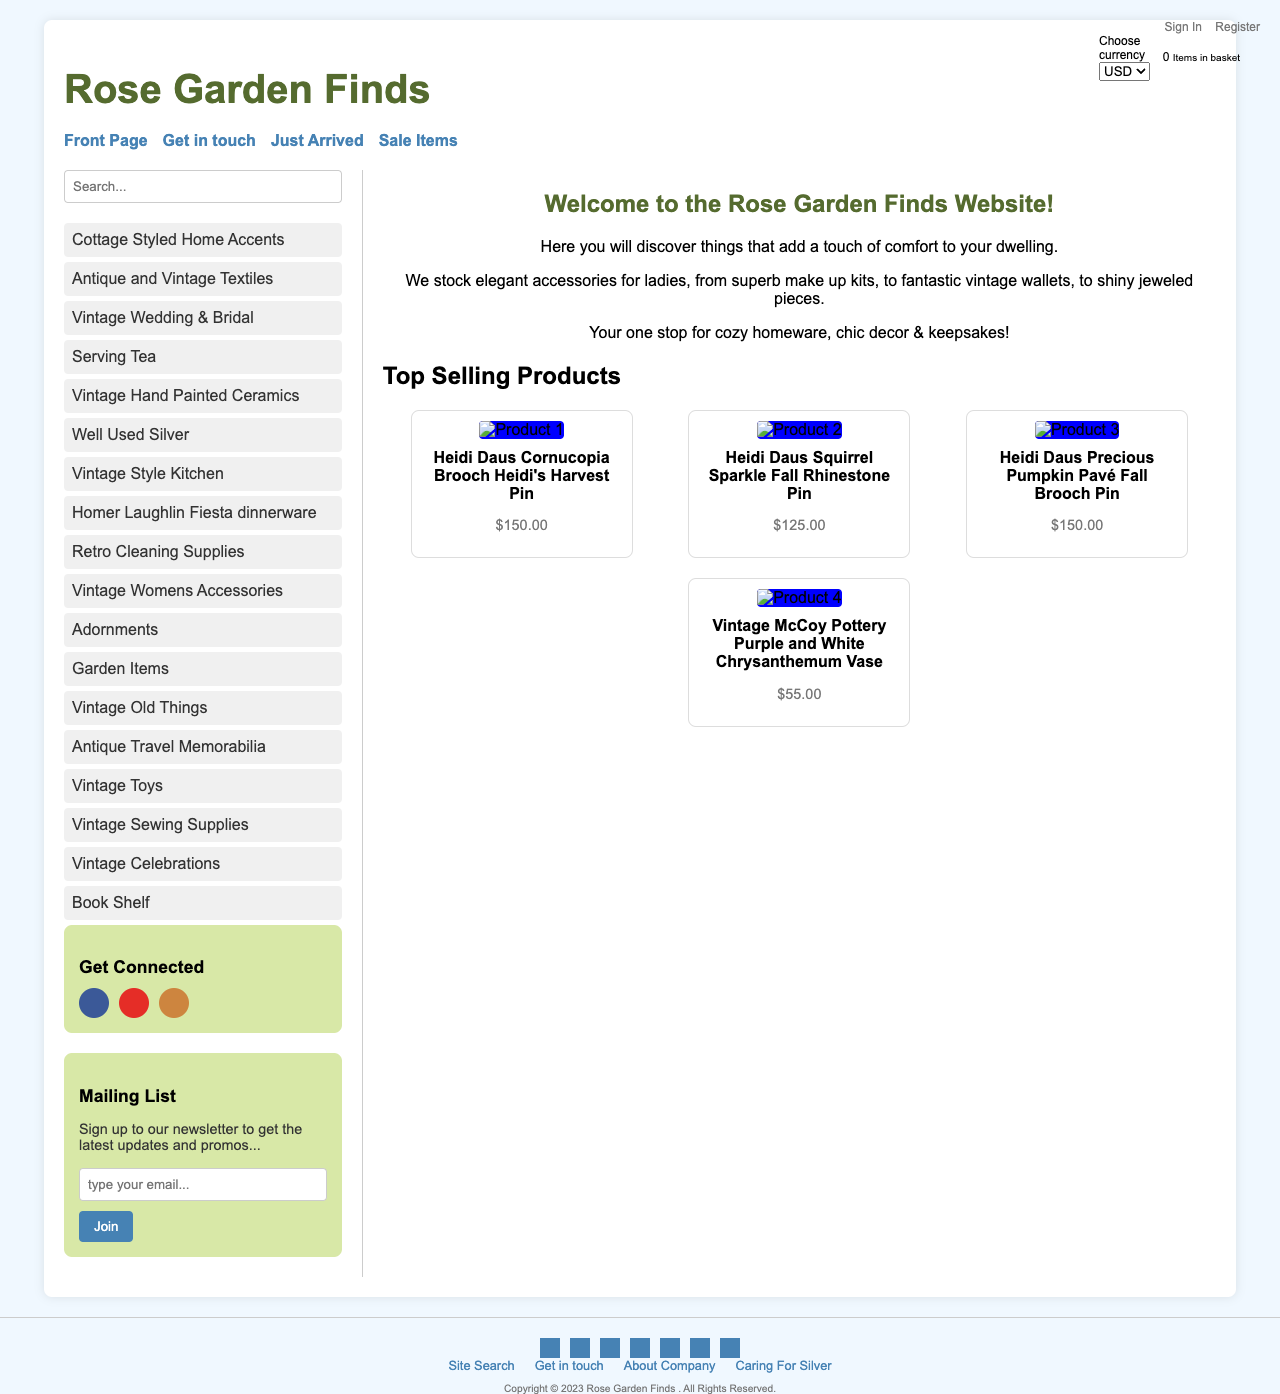 Sign In Register
Choose
currency
USD
0 Items in basket
Rose Garden Finds
Front Page Get in touch Just Arrived Sale Items
Search...
Cottage Styled Home Accents
Antique and Vintage Textiles
Vintage Wedding & Bridal
Serving Tea
Vintage Hand Painted Ceramics
Well Used Silver
Vintage Style Kitchen
Homer Laughlin Fiesta dinnerware
Retro Cleaning Supplies
Vintage Womens Accessories
Adornments
Garden Items
Vintage Old Things
Antique Travel Memorabilia
Vintage Toys
Vintage Sewing Supplies
Vintage Celebrations
Book Shelf
Get Connected
Mailing List
Sign up to our newsletter to get the
latest updates and promos...
type your email...
Join
Welcome to the Rose Garden Finds Website!
Here you will discover things that add a touch of comfort to your dwelling.
We stock elegant accessories for ladies, from superb make up kits, to fantastic vintage wallets, to shiny jeweled
pieces.
Your one stop for cozy homeware, chic decor & keepsakes!
Top Selling Products
Product 1
Heidi Daus Cornucopia
Brooch Heidi's Harvest
Pin
$150.00
Product 2
Heidi Daus Squirrel
Sparkle Fall Rhinestone
Pin
$125.00
Product 3
Heidi Daus Precious
Pumpkin Pavé Fall
Brooch Pin
$150.00
Product 4
Vintage McCoy Pottery
Purple and White
Chrysanthemum Vase
$55.00
Site Search Get in touch About Company Caring For Silver
Copyright © 2023 Rose Garden Finds . All Rights Reserved.